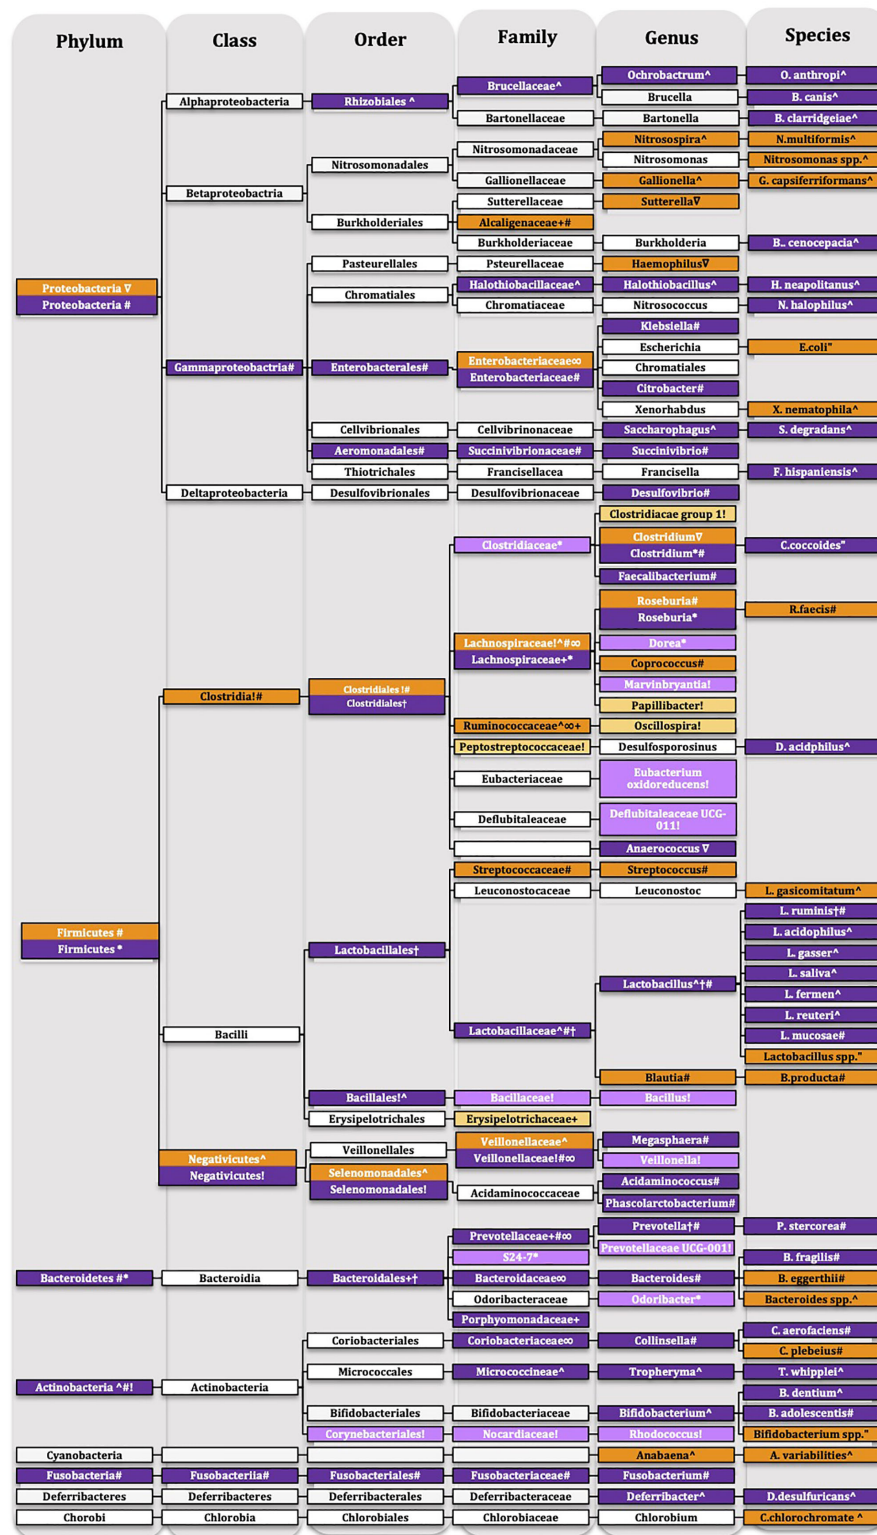 Phylum
Class
Order
Family
Genus
Species
Ochrobactrum^
O. anthropi^
Brucellaceae^
Alphaproteobacteria
Rhizobiales ^
Brucella
B. canis^
Bartonellaceae
Bartonella
B. clarridgeiae^
Nitrosospira^
N.multiformis^
Nitrosomonadaceae
Nitrosomonadales
Nitrosomonas
Nitrosomonas spp.^
Gallionellaceae
Gallionella^
G. capsiferriformans^
Betaproteobactria
Sutterellaceae
Sutterella∇
Burkholderiales
Alcaligenaceae+#
Burkholderiaceae
Burkholderia
B.. cenocepacia^
Pasteurellales
Psteurellaceae
Haemophilus∇
Proteobacteria ∇
Proteobacteria #
Halothiobacillaceae^
Halothiobacillus^
H. neapolitanus^
Chromatiales
Chromatiaceae
Nitrosococcus
N. halophilus^
Klebsiella#
Escherichia
E.coli"
Gammaproteobactria#
Enterobacterales#
Enterobacteriaceae∞
Enterobacteriaceae#
Chromatiales
Citrobacter#
Xenorhabdus
X. nematophila^
Cellvibrionales
Cellvibrinonaceae
Saccharophagus^
S. degradans^
Aeromonadales#
Succinivibrionaceae#
Succinivibrio#
Thiotrichales
Francisellacea
Francisella
F. hispaniensis^
Deltaproteobacteria
Desulfovibrionales
Desulfovibrionaceae
Desulfovibrio#
Clostridiacae group 1!
Clostridiaceae*
Clostridium∇
Clostridium*#
C.coccoides"
Faecalibacterium#
Roseburia#
Roseburia*
R.faecis#
Lachnospiraceae!^#∞
Lachnospiraceae+*
Dorea*
Coprococcus#
Marvinbryantia!
Clostridia!#
Clostridiales !#
Clostridiales†
Papillibacter!
Ruminococcaceae^∞+
Oscillospira!
Peptostreptococcaceae!
Desulfosporosinus
D. acidphilus^
Eubacteriaceae
Eubacterium
oxidoreducens!
Deflubitaleaceae
Deflubitaleaceae UCG-
011!
Anaerococcus ∇
Streptococcaceae#
Streptococcus#
Leuconostocaceae
Leuconostoc
L. gasicomitatum^
Firmicutes #
Firmicutes *
L. ruminis†#
L. acidophilus^
Lactobacillales†
L. gasser^
L. saliva^
Lactobacillus^†#
L. fermen^
L. reuteri^
Bacilli
Lactobacillaceae^#†
L. mucosae#
Lactobacillus spp."
Blautia#
B.producta#
Bacillales!^
Bacillaceae!
Bacillus!
Erysipelotrichales
Erysipelotrichaceae+
Veillonellales
Veillonellaceae^
Veillonellaceae!#∞
Megasphaera#
Negativicutes^
Negativicutes!
Veillonella!
Selenomonadales^
Selenomonadales!
Acidaminococcaceae
Acidaminococcus#
Phascolarctobacterium#
Prevotellaceae+#∞
Prevotella†#
P. stercorea#
S24-7*
Prevotellaceae UCG-001!
B. fragilis#
Bacteroidetes #*
Bacteroidia
Bacteroidales+†
Bacteroidaceae∞
Bacteroides#
B. eggerthii#
Odoribacteraceae
Odoribacter*
Bacteroides spp.^
Porphyomonadaceae+
Coriobacteriales
Coriobacteriaceae∞
Collinsella#
C. aerofaciens#
C. plebeius#
Micrococcales
Micrococcineae^
Tropheryma^
T. whipplei^
Actinobacteria ^#!
Actinobacteria
B. dentium^
Bifidobacteriales
Bifidobacteriaceae
Bifidobacterium^
B. adolescentis#
Corynebacteriales!
Nocardiaceae!
Rhodococcus!
Bifidobacterium spp."
Cyanobacteria
Anabaena^
A. variabilities^
Fusobacteria#
Fusobacteriia#
Fusobacteriales#
Fusobacteriaceae#
Fusobacterium#
Deferribacteres
Deferribacteres
Deferribacterales
Deferribacteraceae
Deferribacter^
D.desulfuricans^
Chorobi
Chlorobia
Chlorobiales
Chlorobiaceae
Chlorobium
C.chlorochromate ^